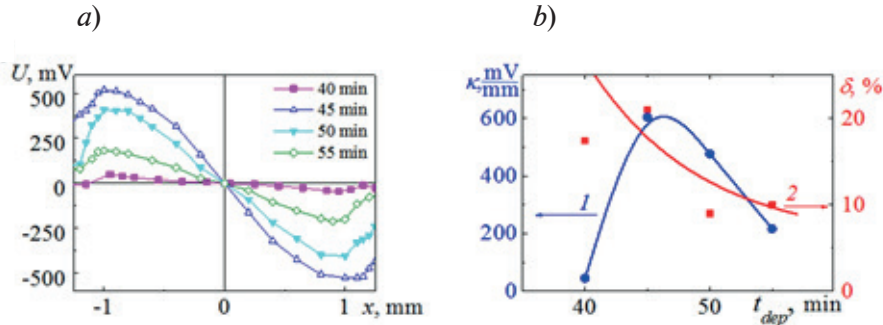 a)
b)
U, mV
500
250
0
-250
-500
-1
0
1
x, mm
40 min
45 min
50 min
55 min
κ, mV/mm
600
400
200
0
40
50
t_dep, min
δ, %
20
10
0
1
2